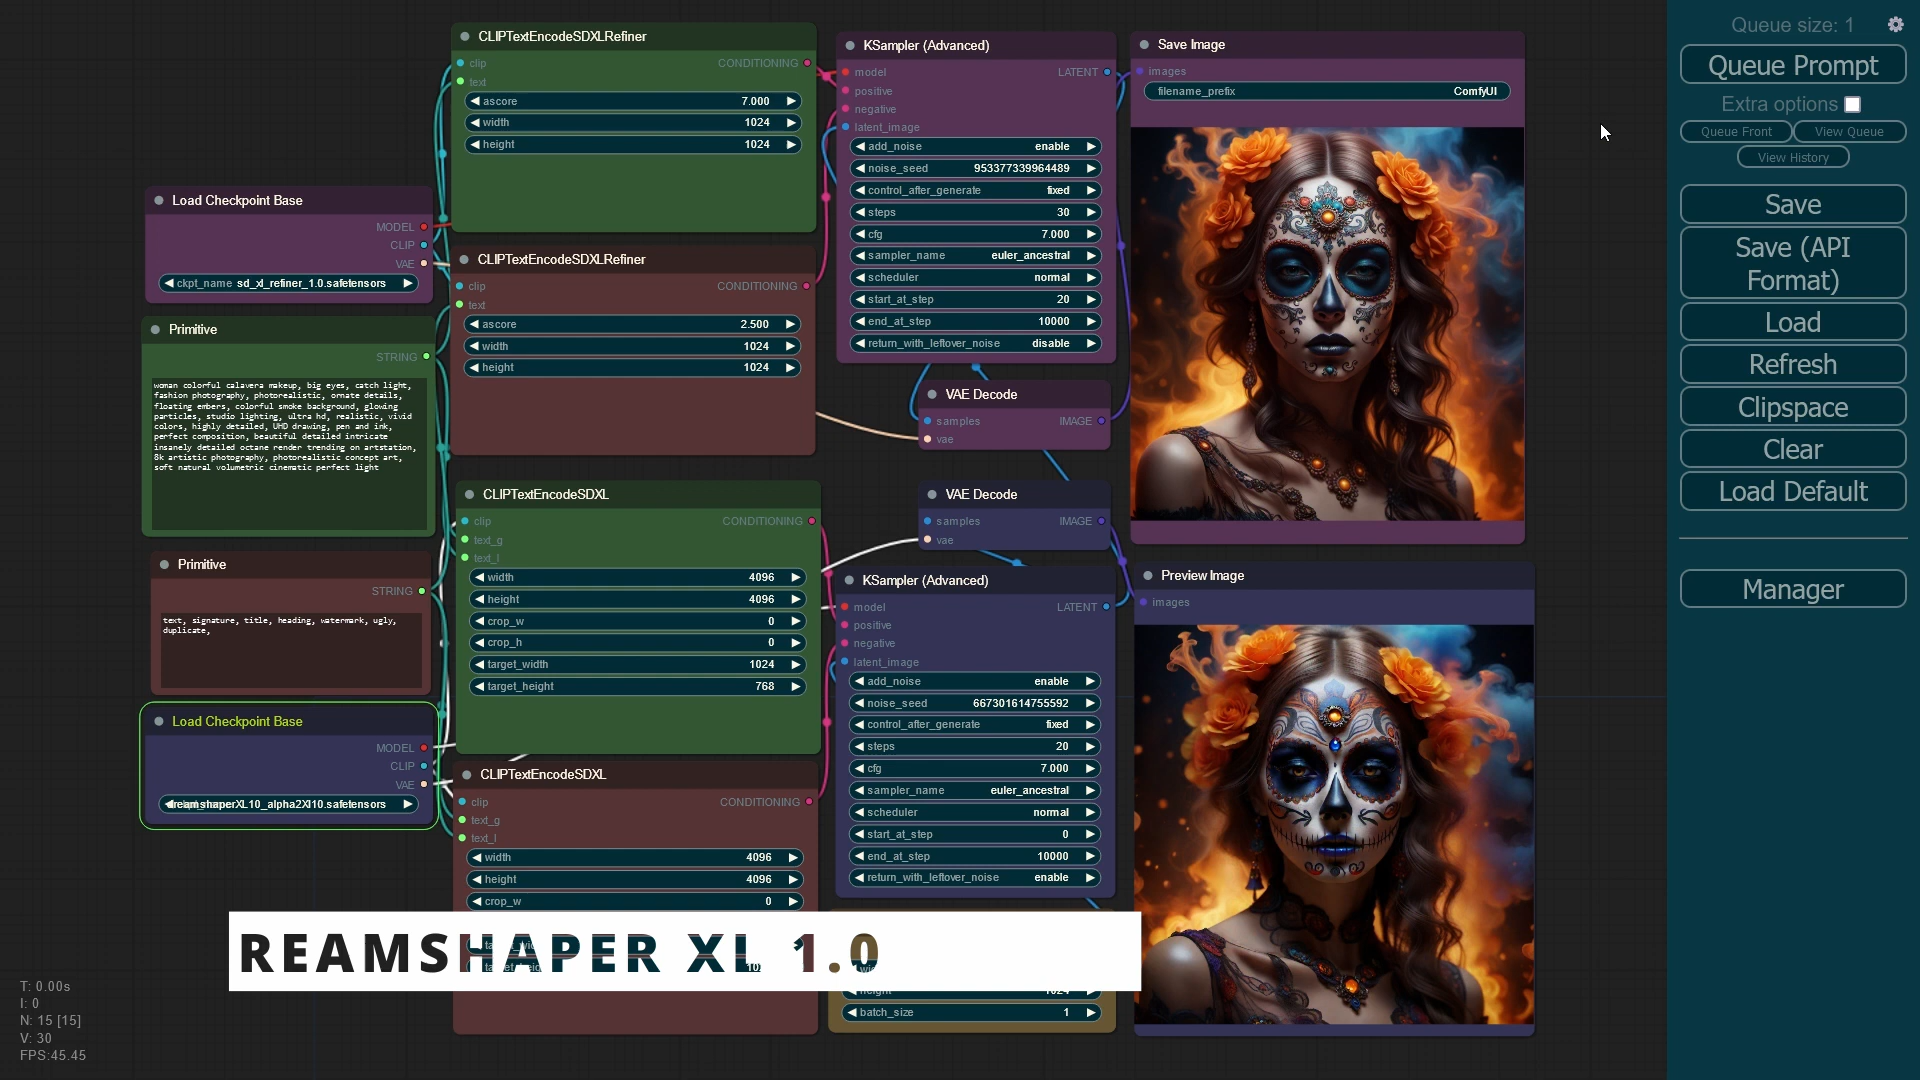 CLIPTextEncodeSDXLRefiner
clip
CONDITIONING
text
ascore 7.000
width 1024
height 1024
Load Checkpoint Base
MODEL
CLIP
VAE
ckpt_name sd_xl_refiner_1.0.safetensors
CLIPTextEncodeSDXLRefiner
clip
CONDITIONING
text
ascore 2.500
width 1024
height 1024
Primitive
STRING
woman colorful calavera makeup, big eyes, catch light,
fashion photography, photorealistic, ornate details,
floating embers, colorful smoke background, glowing
particles, studio lighting, ultra hd, realistic, vivid
colors, highly detailed, UHD drawing, pen and ink,
perfect composition, beautiful detailed intricate
insanely detailed octane render trending on artstation,
8k artistic photography, photorealistic concept art,
soft natural volumetric cinematic perfect light
Primitive
STRING
text, signature, title, heading, watermark, ugly,
duplicate,
Load Checkpoint Base
MODEL
CLIP
VAE
dreamshaperXL10_alpha2Xl10.safetensors
CLIPTextEncodeSDXL
clip
CONDITIONING
text_g
text_l
width 4096
height 4096
crop_w 0
crop_h 0
target_width 1024
target_height 768
CLIPTextEncodeSDXL
clip
CONDITIONING
text_g
text_l
width 4096
height 4096
crop_w 0
KSampler (Advanced)
model
LATENT
positive
negative
latent_image
add_noise enable
noise_seed 953377339964489
control_after_generate fixed
steps 30
cfg 7.000
sampler_name euler_ancestral
scheduler normal
start_at_step 20
end_at_step 10000
return_with_leftover_noise disable
VAE Decode
samples
IMAGE
vae
VAE Decode
samples
IMAGE
vae
KSampler (Advanced)
model
LATENT
positive
negative
latent_image
add_noise enable
noise_seed 667301614755592
control_after_generate fixed
steps 20
cfg 7.000
sampler_name euler_ancestral
scheduler normal
start_at_step 0
end_at_step 10000
return_with_leftover_noise enable
height 1024
batch_size 1
Save Image
images
filename_prefix ComfyUI
Preview Image
images
REAMSHAPER XL 1.0
T: 0.00s
I: 0
N: 15 [15]
V: 30
FPS:45.45
Queue size: 1
Queue Prompt
Extra options
Queue Front
View Queue
View History
Save
Save (API
Format)
Load
Refresh
Clipspace
Clear
Load Default
Manager